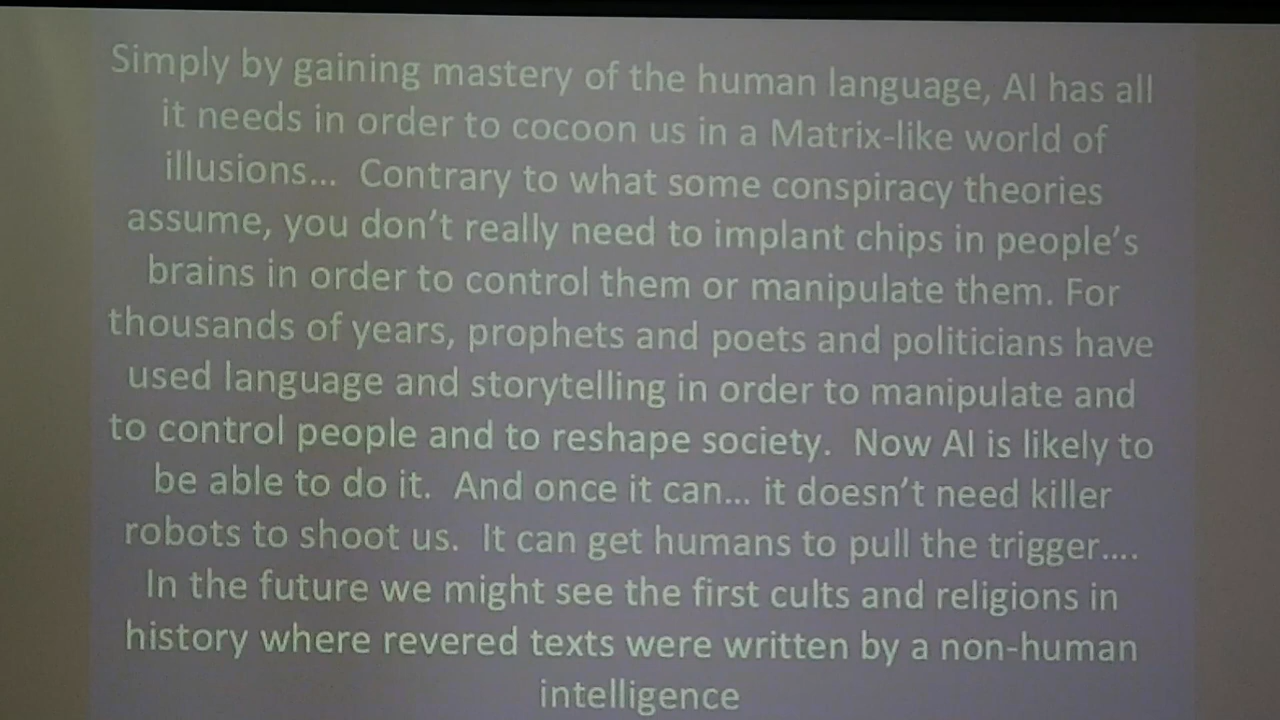 Simply by gaining mastery of the human language, AI has all
it needs in order to cocoon us in a Matrix-like world of
illusions... Contrary to what some conspiracy theories
assume, you don't really need to implant chips in people's
brains in order to control them or manipulate them. For
thousands of years, prophets and poets and politicians have
used language and storytelling in order to manipulate and
to control people and to reshape society. Now AI is likely to
be able to do it. And once it can... it doesn't need killer
robots to shoot us. It can get humans to pull the trigger....
In the future we might see the first cults and religions in
history where revered texts were written by a non-human
intelligence